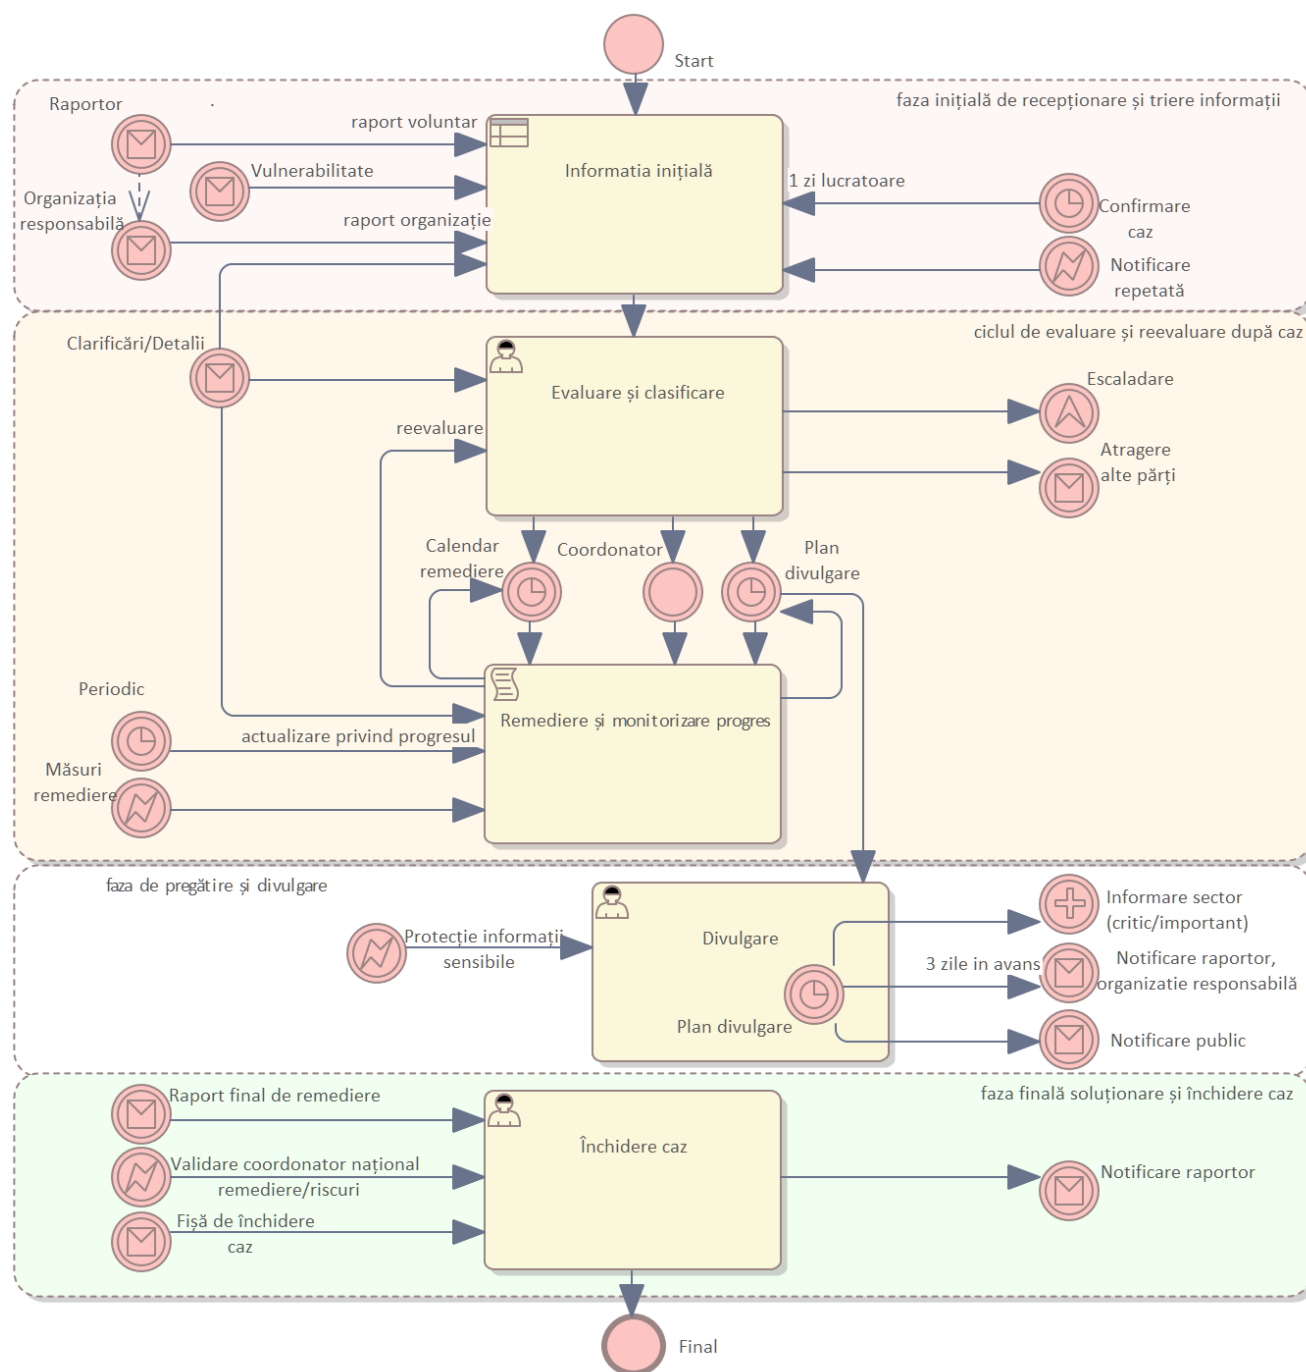 Start
faza inițială de recepționare și triere informații
Raportor
raport voluntar
Vulnerabilitate
Informatia inițială
1 zi lucratoare
Organizația
responsabilă
raport organizație
Confirmare
caz
Notificare
repetată
ciclul de evaluare și reevaluare după caz
Clarificări/Detalii
Evaluare și clasificare
Escaladare
reevaluare
Atragere
alte părți
Calendar
remediere
Coordonator
Plan
divulgare
Periodic
Remediere și monitorizare progres
actualizare privind progresul
Măsuri
remediere
faza de pregătire și divulgare
Informare sector
(critic/important)
Protecție informații
sensibile
Divulgare
3 zile in avans
Notificare raportor,
organizatie responsabilă
Plan divulgare
Notificare public
Raport final de remediere
faza finală soluționare și închidere caz
Închidere caz
Validare coordonator național
remediere/riscuri
Notificare raportor
Fișă de închidere
caz
Final